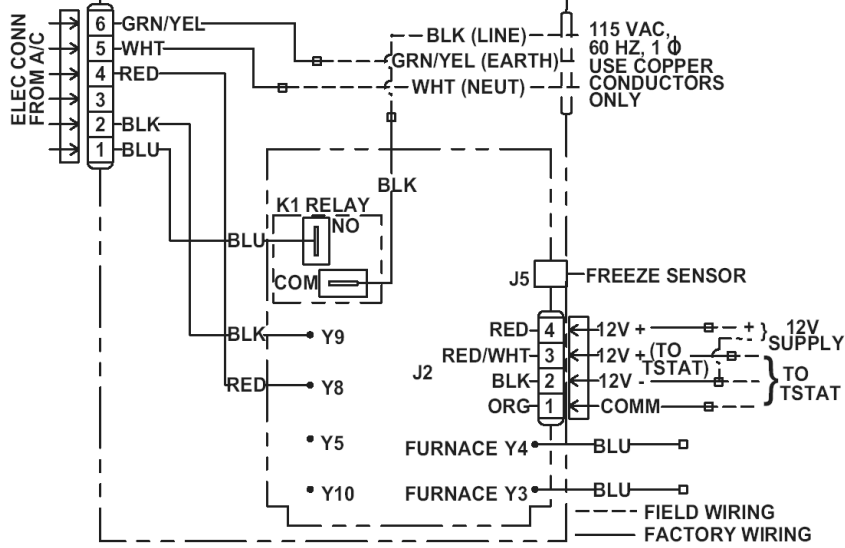 ELEC CONN
FROM A/C
6 GRN/YEL
5 WHT
4 RED
3
2 BLK
1 BLU
BLK (LINE)
GRN/YEL (EARTH)
WHT (NEUT)
115 VAC,
60 HZ, 1 ϕ
USE COPPER
CONDUCTORS
ONLY
BLK
K1 RELAY
NO
BLU
COM
J5
FREEZE SENSOR
BLK
Y9
RED
Y8
Y5
Y10
J2
RED 4 12V +
RED/WHT 3 12V + (TO
TSTAT)
BLK 2 12V -
ORG 1 COMM
+
-
12V
SUPPLY
TO
TSTAT
FURNACE Y4 BLU
FURNACE Y3 BLU
FIELD WIRING
FACTORY WIRING